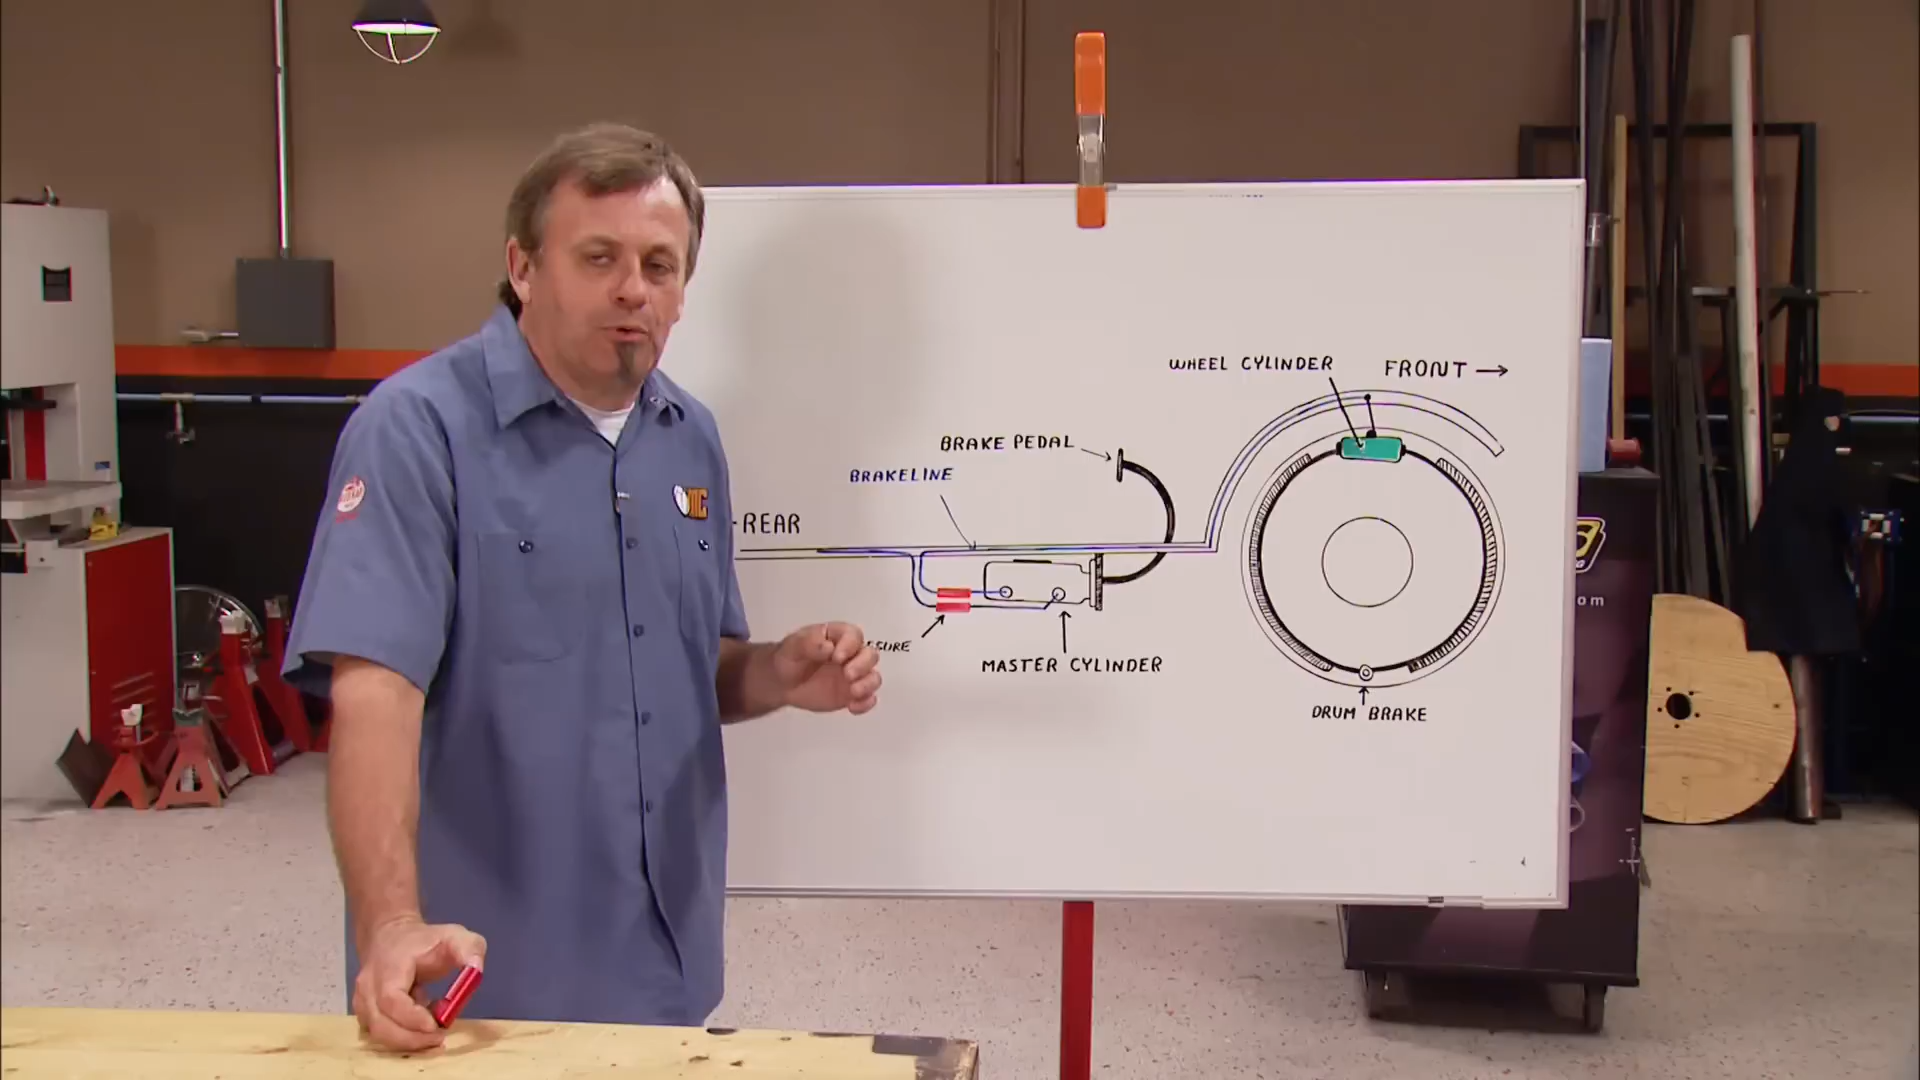 WHEEL CYLINDER
FRONT
BRAKE PEDAL
BRAKELINE
REAR
MASTER CYLINDER
DRUM BRAKE